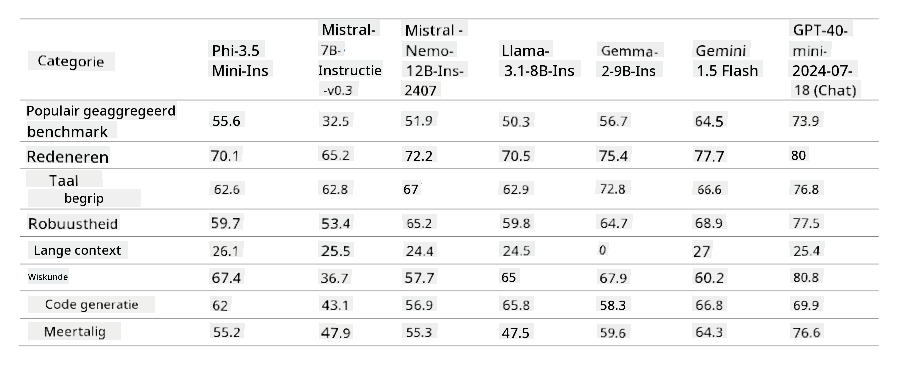 Categorie Phi-3.5 Mini-Ins Mistral-7B-Instructie-v0.3 Mistral -Nemo-12B-Ins-2407 Llama-3.1-8B-Ins Gemma-2-9B-Ins Gemini 1.5 Flash GPT-40-mini-2024-07-18 (Chat)
Populair geaggregeerd benchmark 55.6 32.5 51.9 50.3 56.7 64.5 73.9
Redeneren 70.1 65.2 72.2 70.5 75.4 77.7 80
Taal begrip 62.6 62.8 67 62.9 72.8 66.6 76.8
Robuustheid 59.7 53.4 65.2 59.8 64.7 68.9 77.5
Lange context 26.1 25.5 24.4 24.5 0 27 25.4
Wiskunde 67.4 36.7 57.7 65 67.9 60.2 80.8
Code generatie 62 43.1 56.9 65.8 58.3 66.8 69.9
Meertalig 55.2 47.9 55.3 47.5 59.6 64.3 76.6